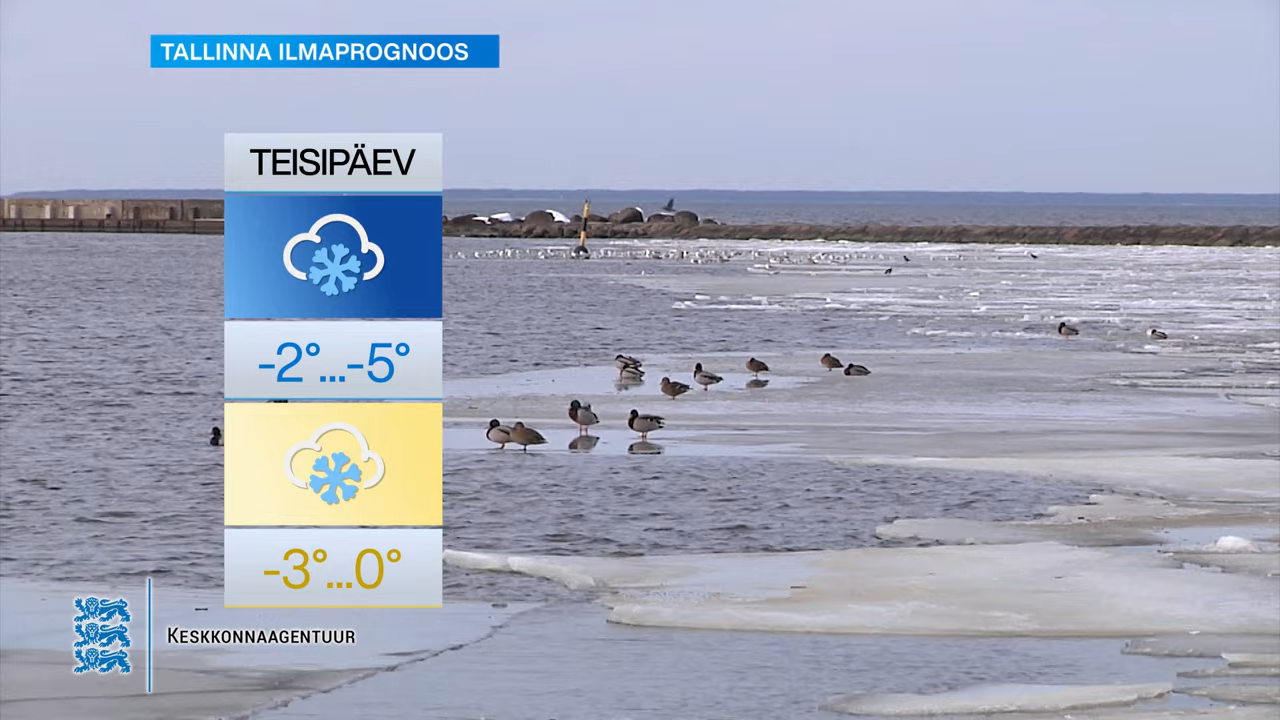 TALLINNA ILMAPROGNOOS
TEISIPÄEV
-2°...-5°
-3°...0°
KESKKONNAAGENTUUR